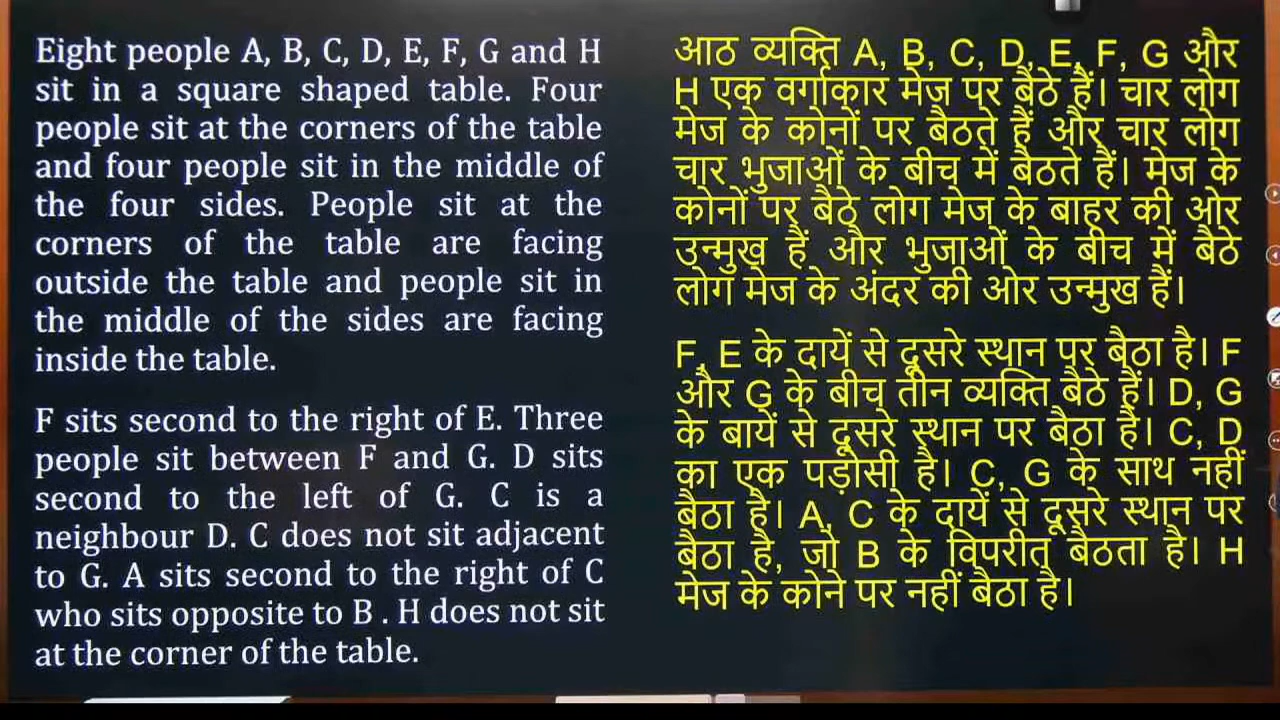 Eight people A, B, C, D, E, F, G and H
sit in a square shaped table. Four
people sit at the corners of the table
and four people sit in the middle of
the four sides. People sit at the
corners of the table are facing
outside the table and people sit in
the middle of the sides are facing
inside the table.
F sits second to the right of E. Three
people sit between F and G. D sits
second to the left of G. C is a
neighbour D. C does not sit adjacent
to G. A sits second to the right of C
who sits opposite to B . H does not sit
at the corner of the table.
आठ व्यक्ति A, B, C, D, E, F, G और
H एक वर्गाकार मेज पर बैठे हैं। चार लोग
मेज के कोनों पर बैठते हैं और चार लोग
चार भुजाओं के बीच में बैठते हैं। मेज के
कोनों पर बैठे लोग मेज के बाहर की ओर
उन्मुख हैं और भुजाओं के बीच में बैठे
लोग मेज के अंदर की ओर उन्मुख हैं।
F, E के दायें से दूसरे स्थान पर बैठा है। F
और G के बीच तीन व्यक्ति बैठे हैं। D, G
के बायें से दूसरे स्थान पर बैठा है। C, D
का एक पड़ोसी है। C, G के साथ नहीं
बैठा है। A, C के दायें से दूसरे स्थान पर
बैठा है, जो B के विपरीत बैठता है। H
मेज के कोने पर नहीं बैठा है।